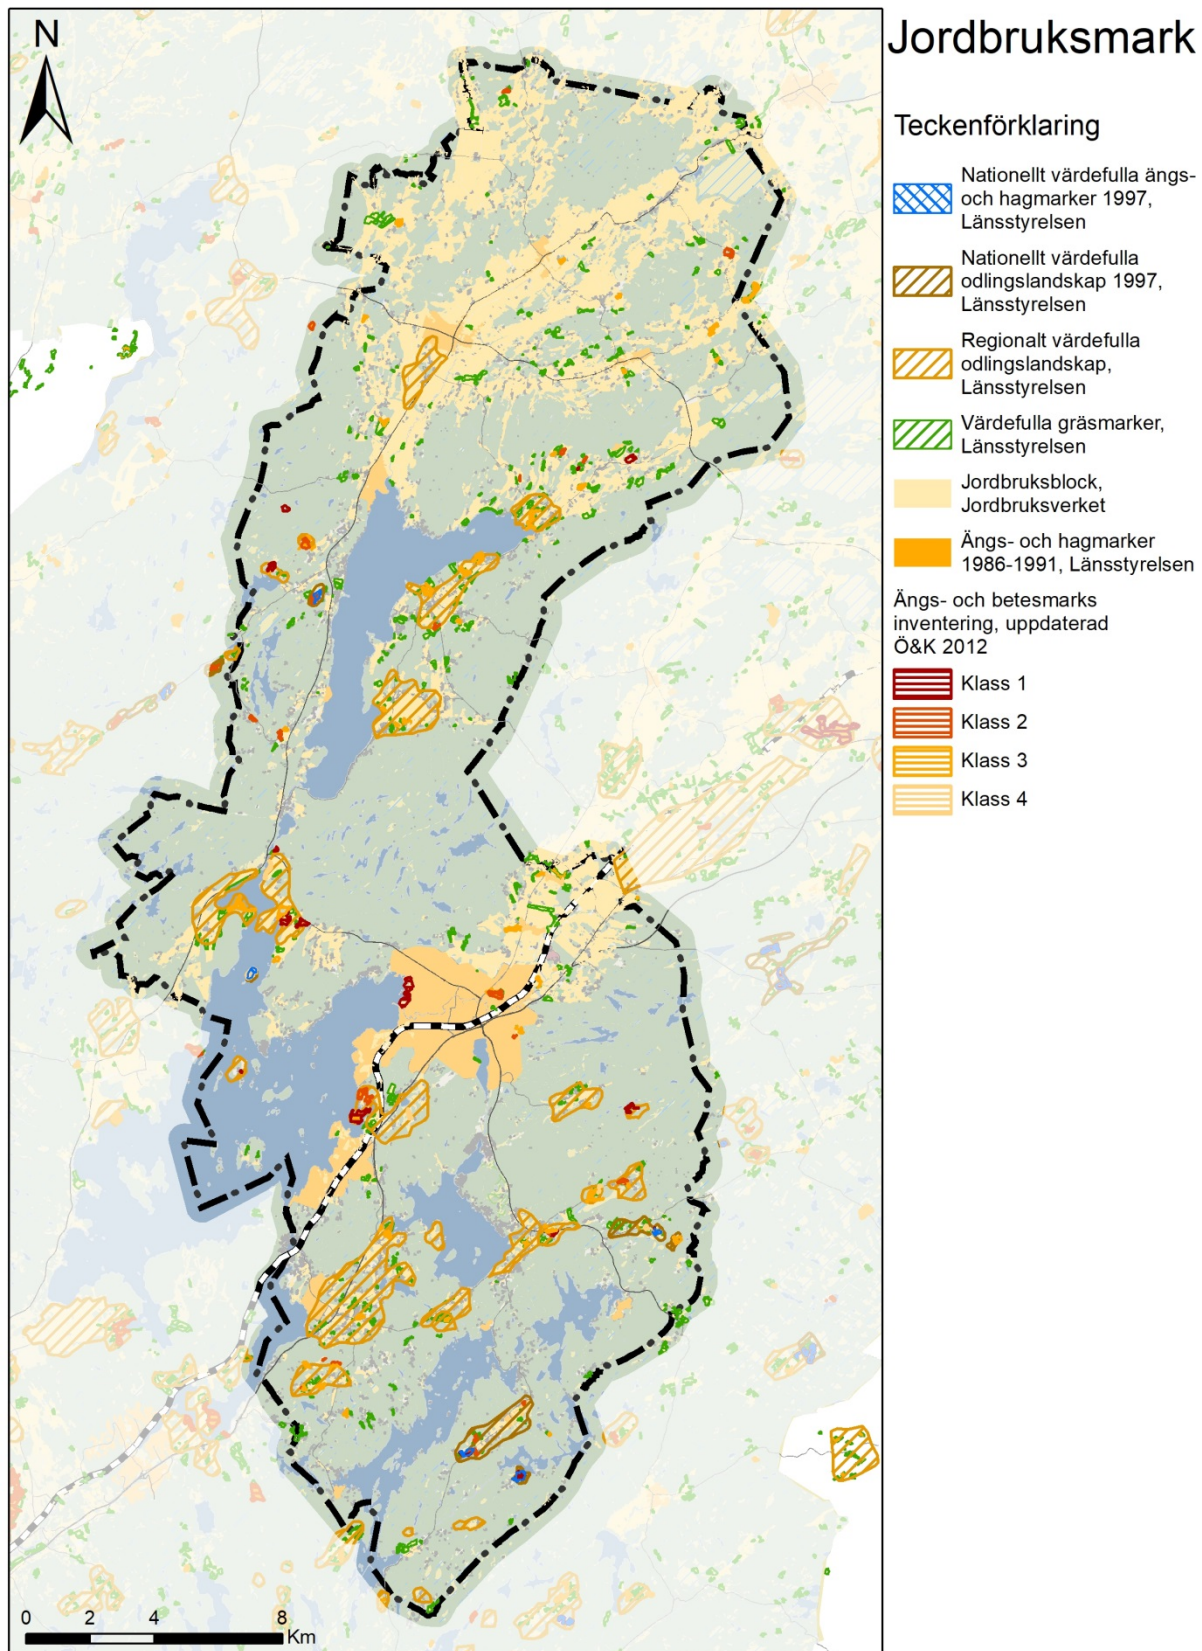 N
Jordbruksmark
Teckenförklaring
Nationellt värdefulla ängs-
och hagmarker 1997,
Länsstyrelsen
Nationellt värdefulla
odlingslandskap 1997,
Länsstyrelsen
Regionalt värdefulla
odlingslandskap,
Länsstyrelsen
Värdefulla gräsmarker,
Länsstyrelsen
Jordbruksblock,
Jordbruksverket
Ängs- och hagmarker
1986-1991, Länsstyrelsen
Ängs- och betesmarks
inventering, uppdaterad
Ö&K 2012
Klass 1
Klass 2
Klass 3
Klass 4
0 2 4 8
Km